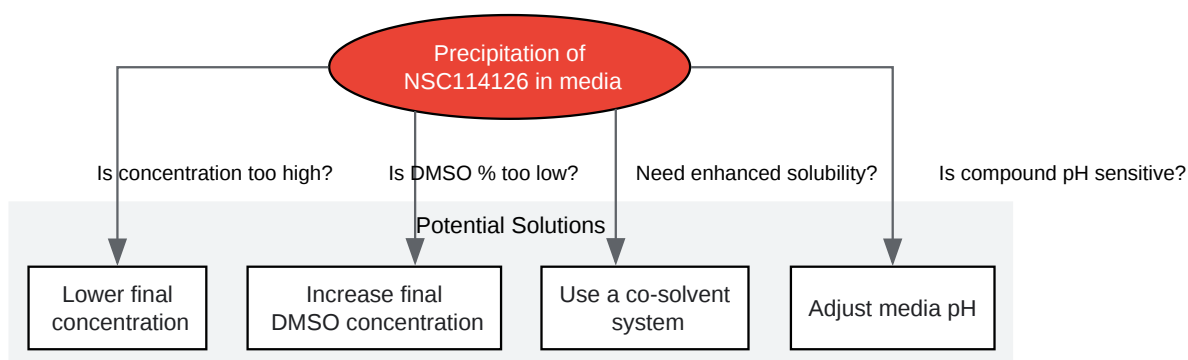 Precipitation of
NSC114126 in media
Is concentration too high?
Is DMSO % too low?
Need enhanced solubility?
Is compound pH sensitive?
Potential Solutions
Lower final
concentration
Increase final
DMSO concentration
Use a co-solvent
system
Adjust media pH